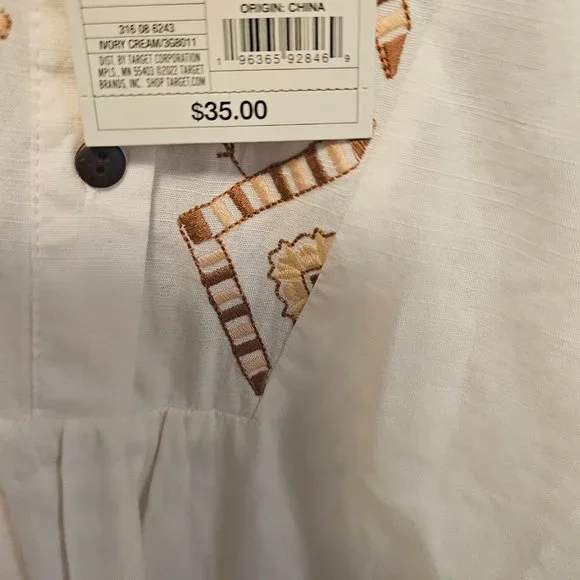 316 08 6243
IVORY CREAM/3GB011
DIST. BY TARGET CORPORATION
MPLS, MN 55403 ©2022 TARGET
BRANDS, INC. SHOP TARGET.COM
ORIGIN: CHINA
1 96365 92846 9
$35.00